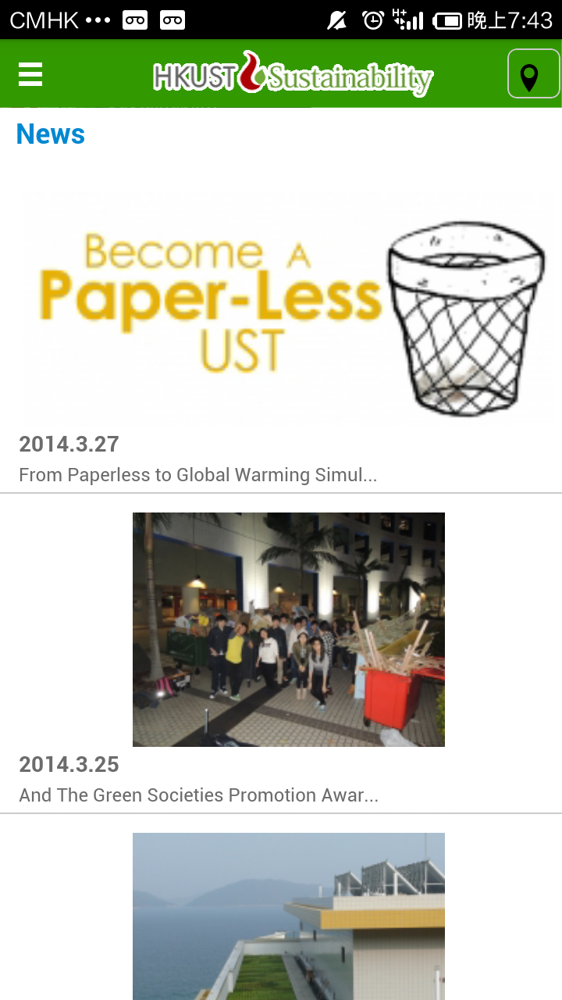 CMHK ••• H+ 晚上7:43
HKUST Sustainability
News
Become A
Paper-Less
UST
2014.3.27
From Paperless to Global Warming Simul...
2014.3.25
And The Green Societies Promotion Awar...